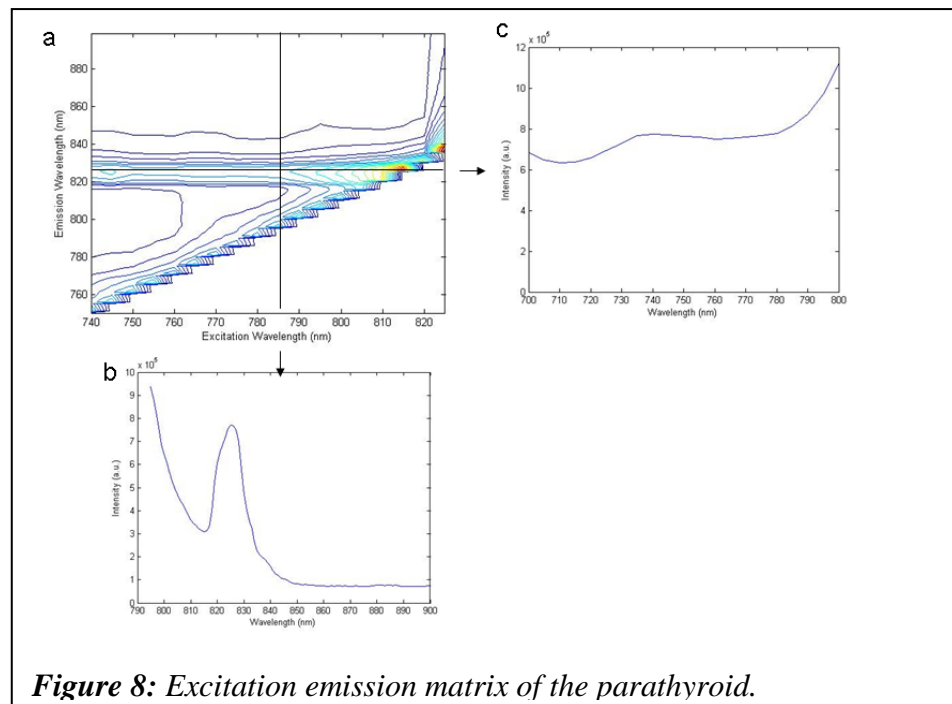 a
880
860
840
820
800
780
760
740 750 760 770 780 790 800 810 820
Emission Wavelength (nm)
Excitation Wavelength (nm)
c
12 x 10^5
10
8
6
4
2
0
700 710 720 730 740 750 760 770 780 790 800
Intensity (a.u.)
Wavelength (nm)
b
10 x 10^5
9
8
7
6
5
4
3
2
1
0
790 800 810 820 830 840 850 860 870 880 890 900
Intensity (a.u.)
Wavelength (nm)
Figure 8: Excitation emission matrix of the parathyroid.